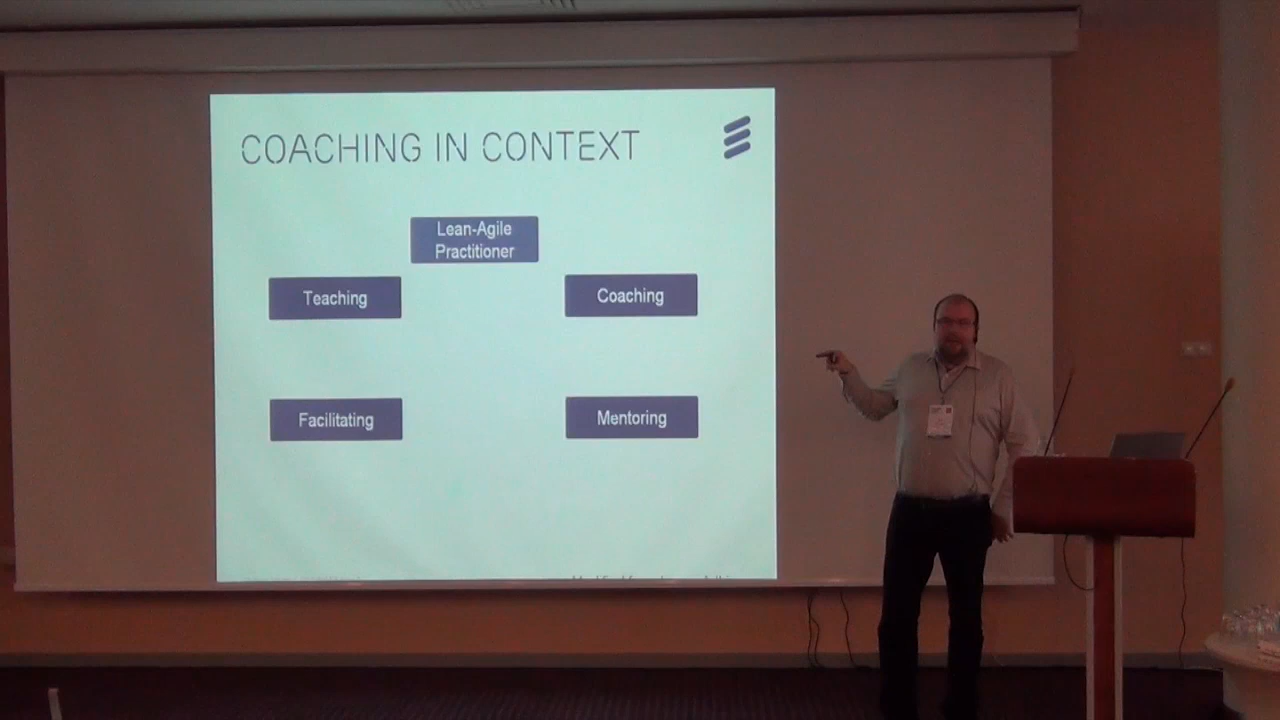 COACHING IN CONTEXT
Lean-Agile
Practitioner
Teaching
Coaching
Facilitating
Mentoring